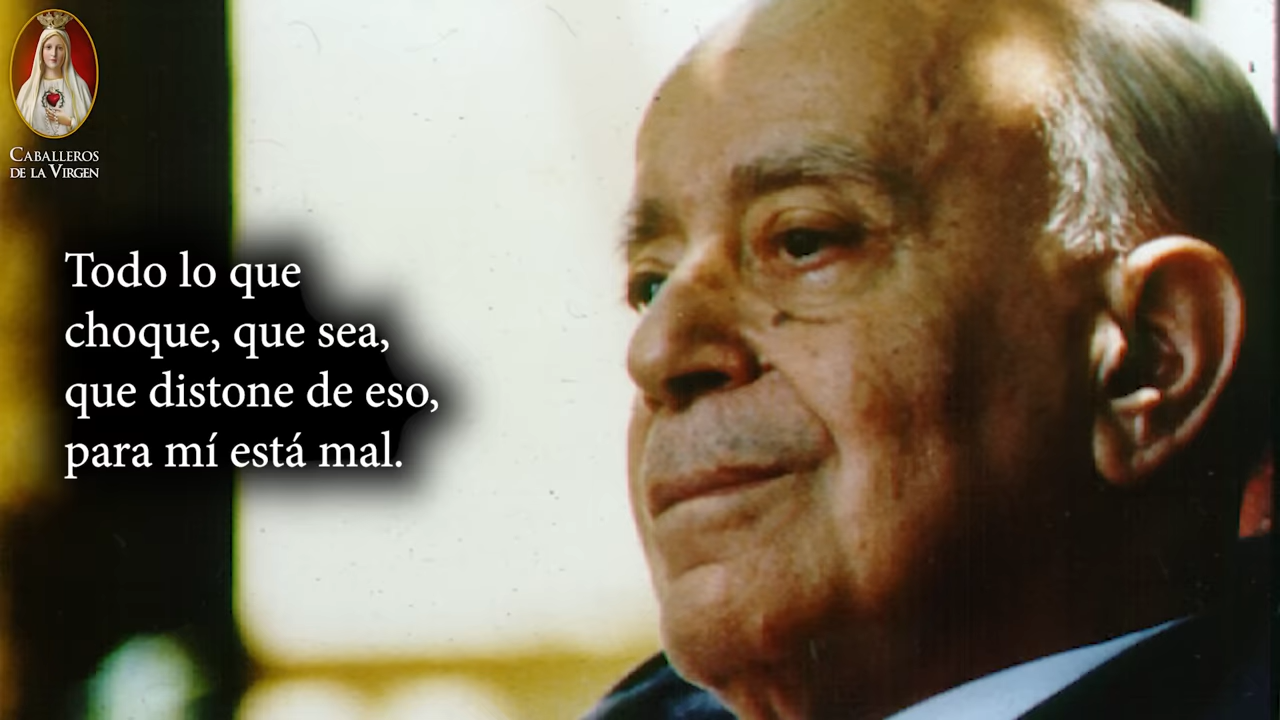 CABALLEROS
DE LA VIRGEN
Todo lo que
choque, que sea,
que distone de eso,
para mí está mal.